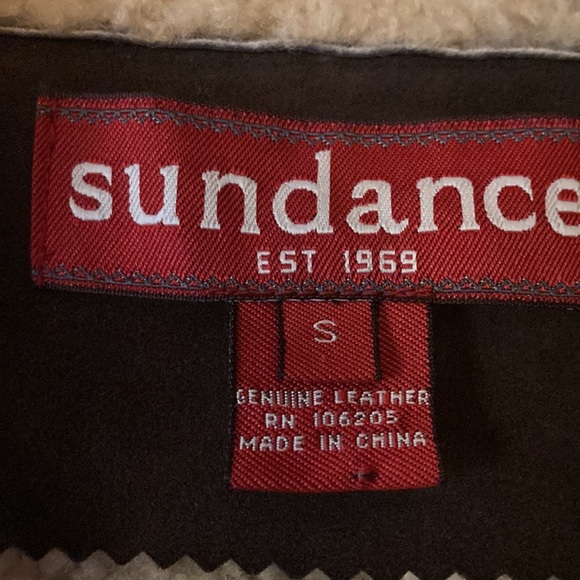 sundance
EST 1969
S
GENUINE LEATHER
RN 106205
MADE IN CHINA